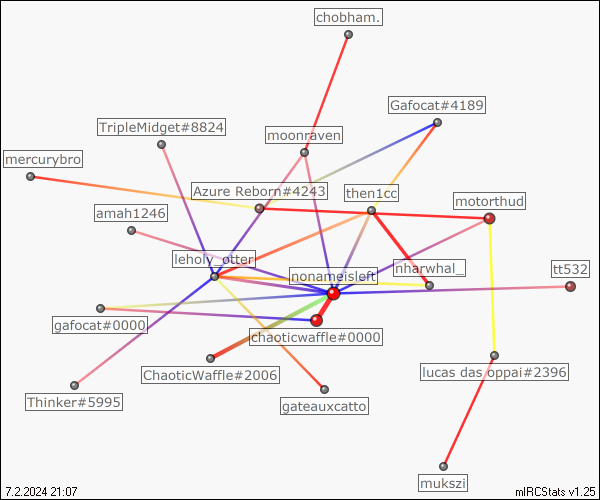 chobham.
Gafocat#4189
TripleMidget#8824
moonraven
mercurybro
Azure Reborn#4243
then1cc
motorthud
amah1246
leholy_otter
nonameisleft
nharwhal_
tt532
gafocat#0000
chaoticwaffle#0000
ChaoticWaffle#2006
lucas das oppai#2396
Thinker#5995
gateauxcatto
mukszi
7.2.2024 21:07
mIRCStats v1.25